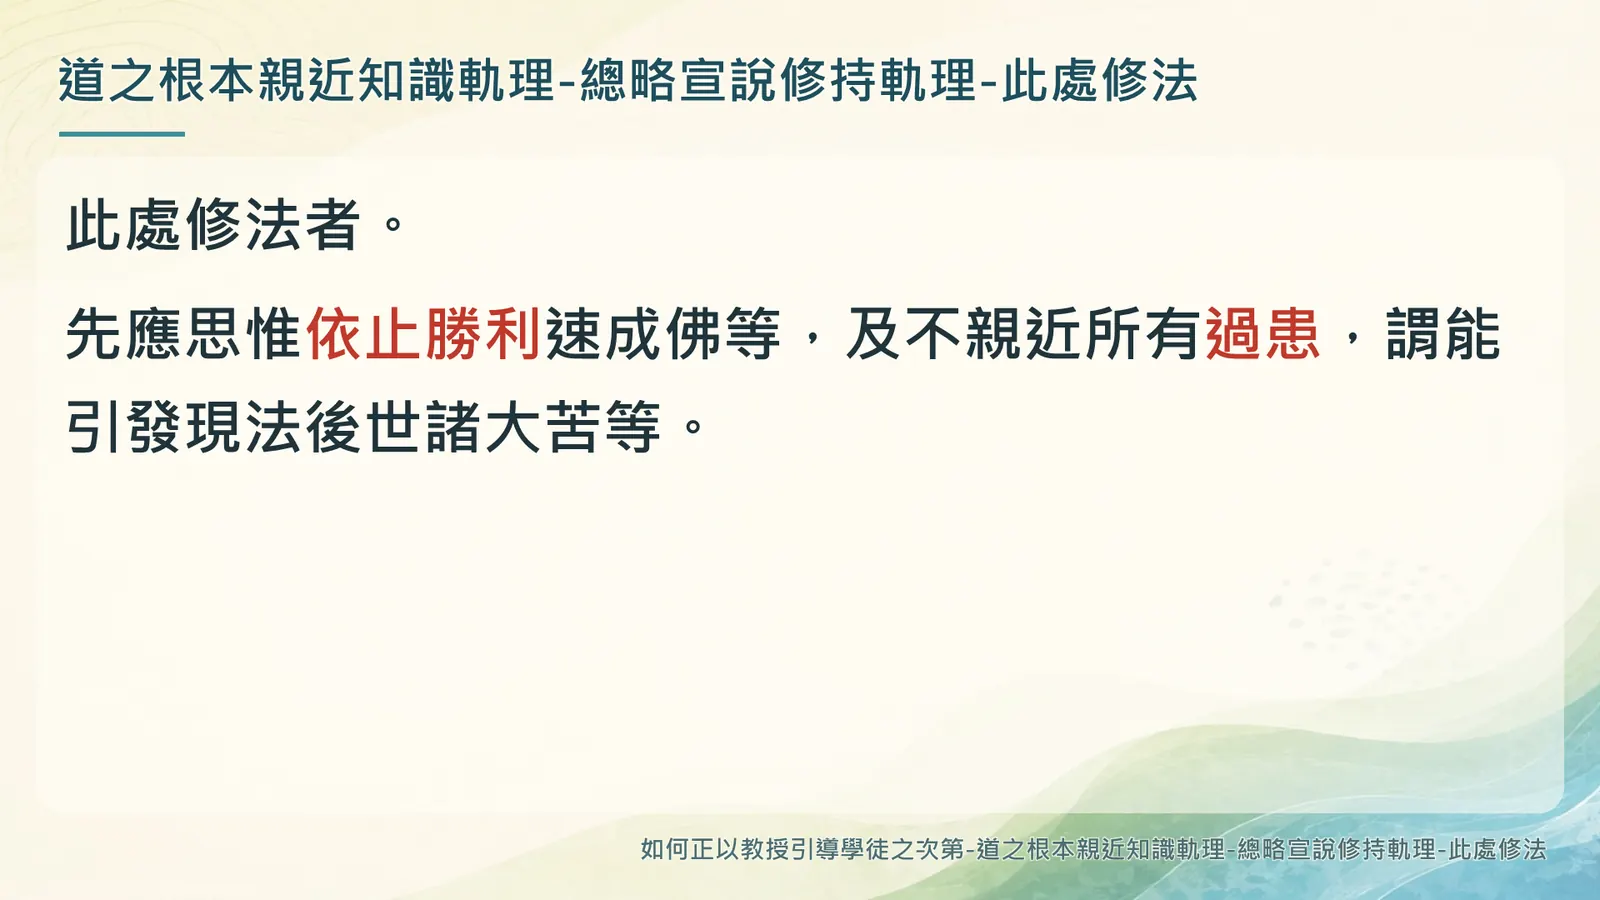 道之根本親近知識軌理-總略宣說修持軌理-此處修法
此處修法者。
先應思惟依止勝利速成佛等，及不親近所有過患，謂能
引發現法後世諸大苦等。
如何正以教授引導學徒之次第-道之根本親近知識軌理-總略宣說修持軌理-此處修法